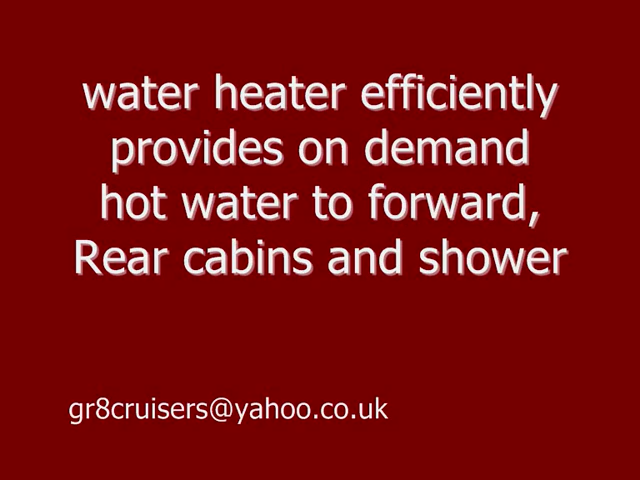 water heater efficiently
provides on demand
hot water to forward,
Rear cabins and shower
gr8cruisers@yahoo.co.uk